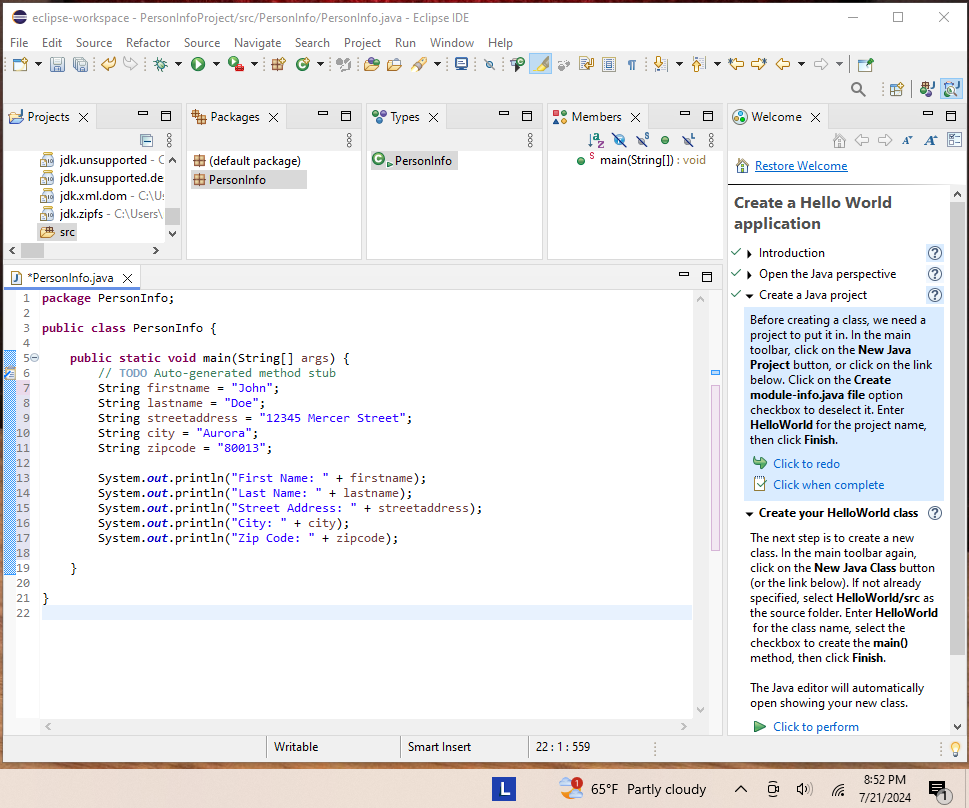 eclipse-workspace - PersonInfoProject/src/PersonInfo/PersonInfo.java - Eclipse IDE
File Edit Source Refactor Source Navigate Search Project Run Window Help
Projects
Packages
Types
Members
Welcome
jdk.unsupported - C
jdk.unsupported.de
jdk.xml.dom - C:\U
jdk.zipfs - C:\Users\
src
(default package)
PersonInfo
PersonInfo
main(String[]) : void
Restore Welcome
*PersonInfo.java
1 package PersonInfo;
2
3 public class PersonInfo {
4
5 public static void main(String[] args) {
6 // TODO Auto-generated method stub
7 String firstname = "John";
8 String lastname = "Doe";
9 String streetaddress = "12345 Mercer Street";
10 String city = "Aurora";
11 String zipcode = "80013";
12
13 System.out.println("First Name: " + firstname);
14 System.out.println("Last Name: " + lastname);
15 System.out.println("Street Address: " + streetaddress);
16 System.out.println("City: " + city);
17 System.out.println("Zip Code: " + zipcode);
18
19 }
20
21 }
22
Create a Hello World
application
Introduction
Open the Java perspective
Create a Java project
Before creating a class, we need a
project to put it in. In the main
toolbar, click on the New Java
Project button, or click on the link
below. Click on the Create
module-info.java file option
checkbox to deselect it. Enter
HelloWorld for the project name,
then click Finish.
Click to redo
Click when complete
Create your HelloWorld class
The next step is to create a new
class. In the main toolbar again,
click on the New Java Class button
(or the link below). If not already
specified, select HelloWorld/src as
the source folder. Enter HelloWorld
for the class name, select the
checkbox to create the main()
method, then click Finish.
The Java editor will automatically
open showing your new class.
Click to perform
Writable
Smart Insert
22 : 1 : 559
L
1
65°F Partly cloudy
8:52 PM
7/21/2024
1